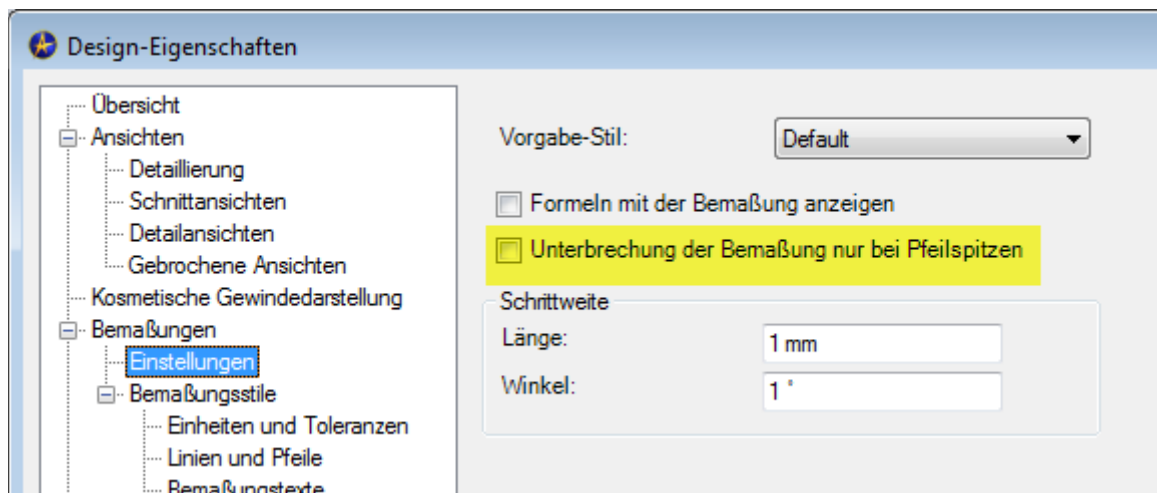 Design-Eigenschaften
Übersicht
Ansichten
Detaillierung
Schnittansichten
Detailansichten
Gebrochene Ansichten
Kosmetische Gewindedarstellung
Bemaßungen
Einstellungen
Bemaßungsstile
Einheiten und Toleranzen
Linien und Pfeile
Bemaßungstexte
Vorgabe-Stil: Default
Formeln mit der Bemaßung anzeigen
Unterbrechung der Bemaßung nur bei Pfeilspitzen
Schrittweite
Länge: 1 mm
Winkel: 1 °